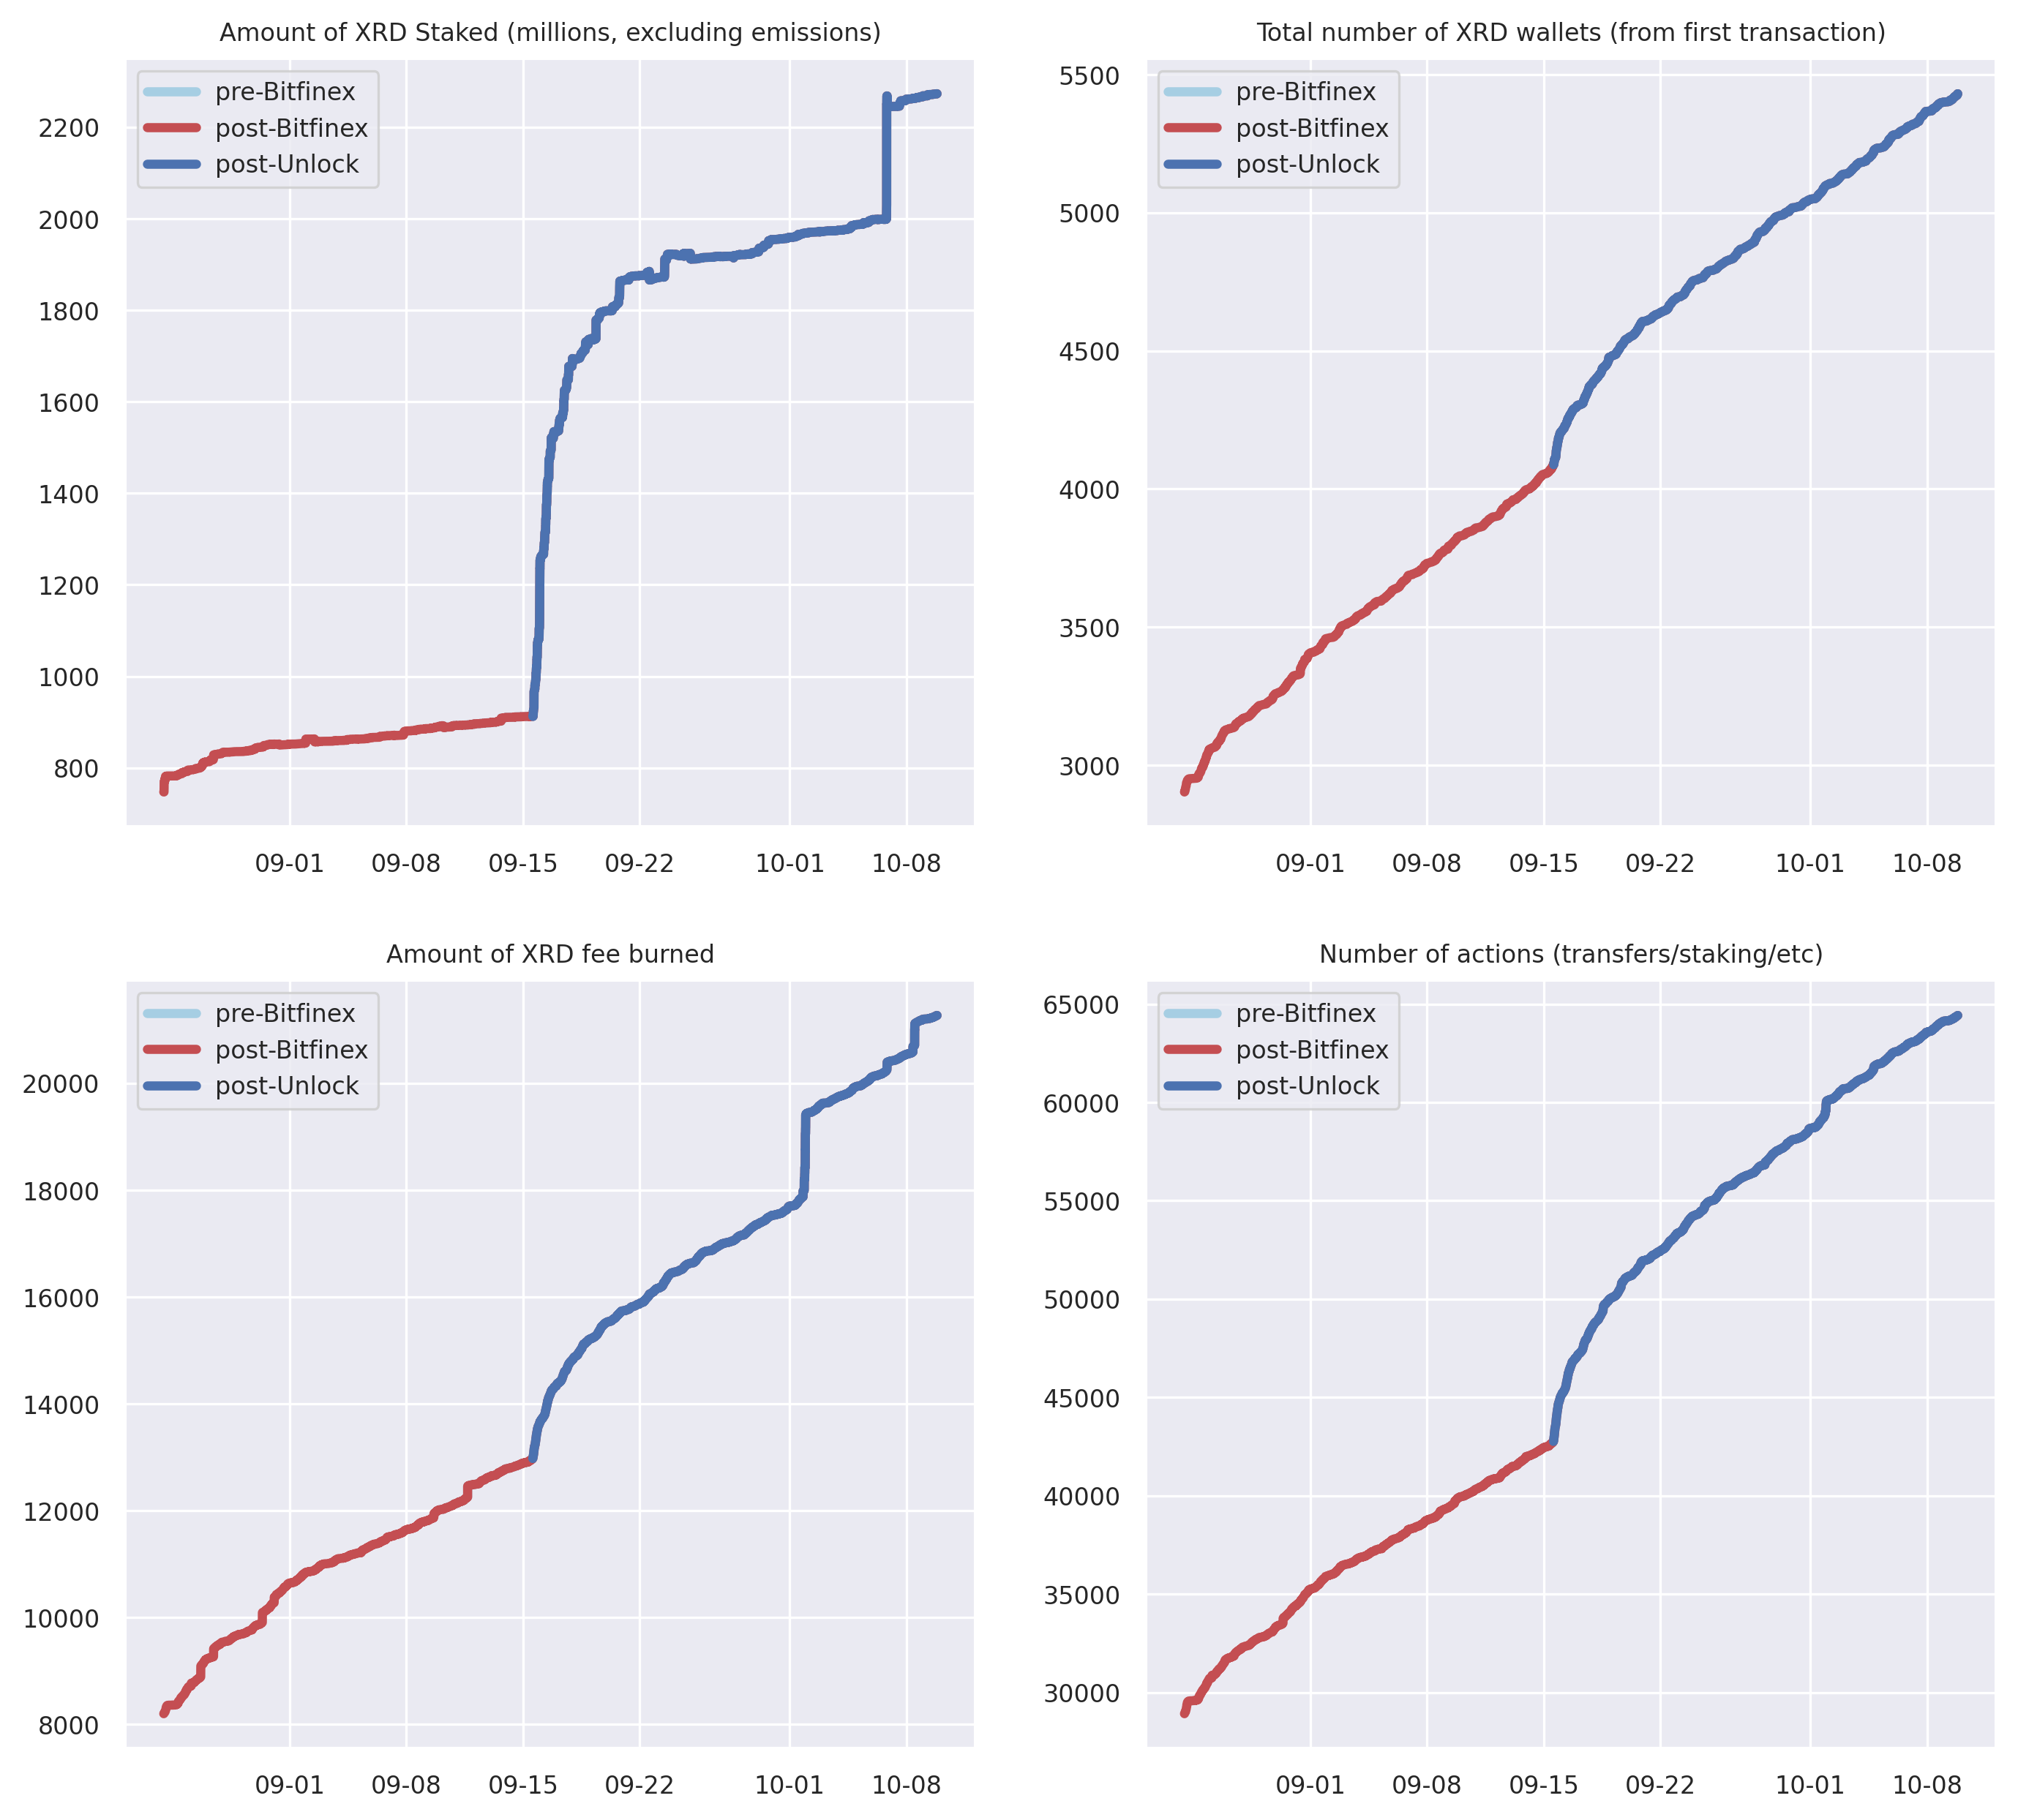 Amount of XRD Staked (millions, excluding emissions)
pre-Bitfinex
post-Bitfinex
post-Unlock
2200
2000
1800
1600
1400
1200
1000
800
09-01 09-08 09-15 09-22 10-01 10-08
Total number of XRD wallets (from first transaction)
pre-Bitfinex
post-Bitfinex
post-Unlock
5500
5000
4500
4000
3500
3000
09-01 09-08 09-15 09-22 10-01 10-08
Amount of XRD fee burned
pre-Bitfinex
post-Bitfinex
post-Unlock
20000
18000
16000
14000
12000
10000
8000
09-01 09-08 09-15 09-22 10-01 10-08
Number of actions (transfers/staking/etc)
pre-Bitfinex
post-Bitfinex
post-Unlock
65000
60000
55000
50000
45000
40000
35000
30000
09-01 09-08 09-15 09-22 10-01 10-08